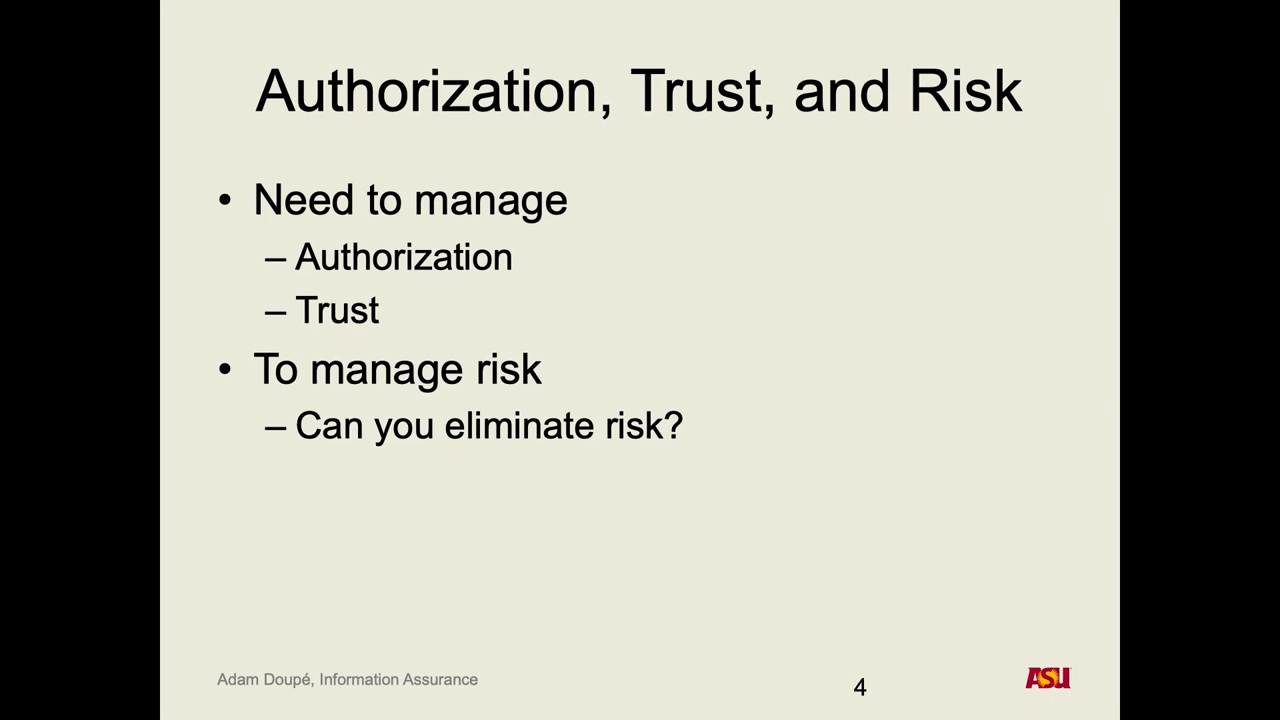 Authorization, Trust, and Risk
• Need to manage
– Authorization
– Trust
• To manage risk
– Can you eliminate risk?
Adam Doupé, Information Assurance
4
ASU